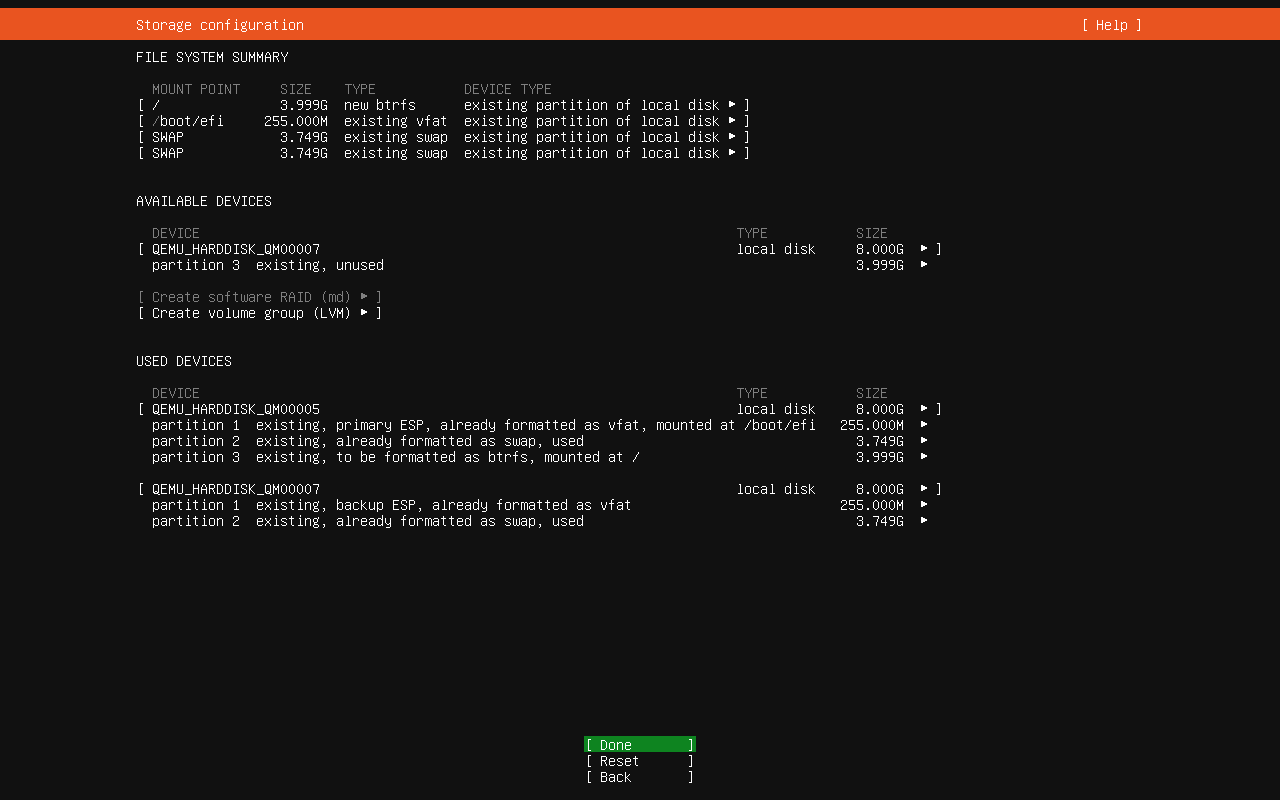 Storage configuration [ Help ]
FILE SYSTEM SUMMARY
MOUNT POINT SIZE TYPE DEVICE TYPE
[ / 3.999G new btrfs existing partition of local disk ▸ ]
[ /boot/efi 255.000M existing vfat existing partition of local disk ▸ ]
[ SWAP 3.749G existing swap existing partition of local disk ▸ ]
[ SWAP 3.749G existing swap existing partition of local disk ▸ ]
AVAILABLE DEVICES
DEVICE TYPE SIZE
[ QEMU_HARDDISK_QM00007 local disk 8.000G ▸ ]
partition 3 existing, unused 3.999G ▸
[ Create software RAID (md) ▸ ]
[ Create volume group (LVM) ▸ ]
USED DEVICES
DEVICE TYPE SIZE
[ QEMU_HARDDISK_QM00005 local disk 8.000G ▸ ]
partition 1 existing, primary ESP, already formatted as vfat, mounted at /boot/efi 255.000M ▸
partition 2 existing, already formatted as swap, used 3.749G ▸
partition 3 existing, to be formatted as btrfs, mounted at / 3.999G ▸
[ QEMU_HARDDISK_QM00007 local disk 8.000G ▸ ]
partition 1 existing, backup ESP, already formatted as vfat 255.000M ▸
partition 2 existing, already formatted as swap, used 3.749G ▸
[ Done ]
[ Reset ]
[ Back ]